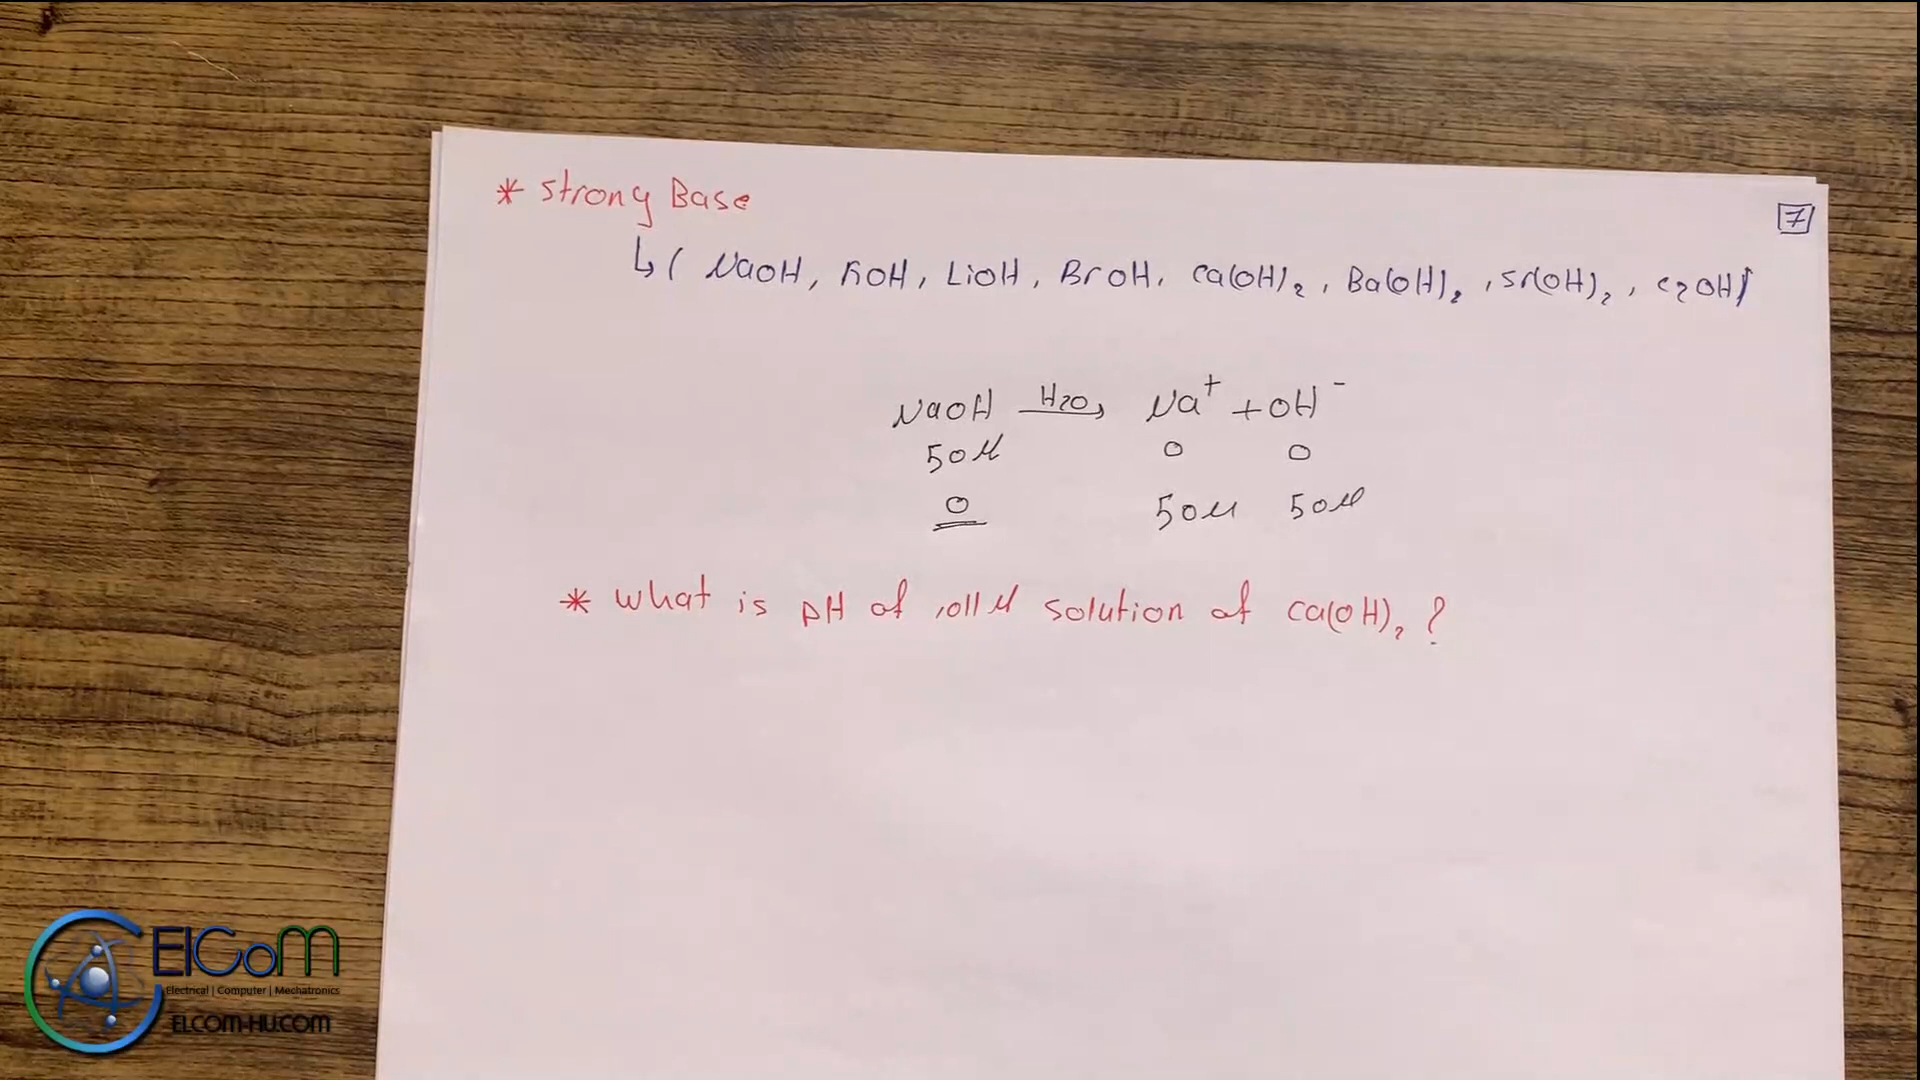 * Strong Base
7
↳ ( NaOH, KOH, LiOH, BrOH, Ca(OH)₂, Ba(OH)₂, Sr(OH)₂, )
NaOH —H2O→ Na⁺ + OH⁻
50M 0 0
0 50M 50M
* What is pH of .011 M solution of Ca(OH)₂ ?
ElCoM
Electrical | Computer | Mechatronics
ELCOM-HU.COM